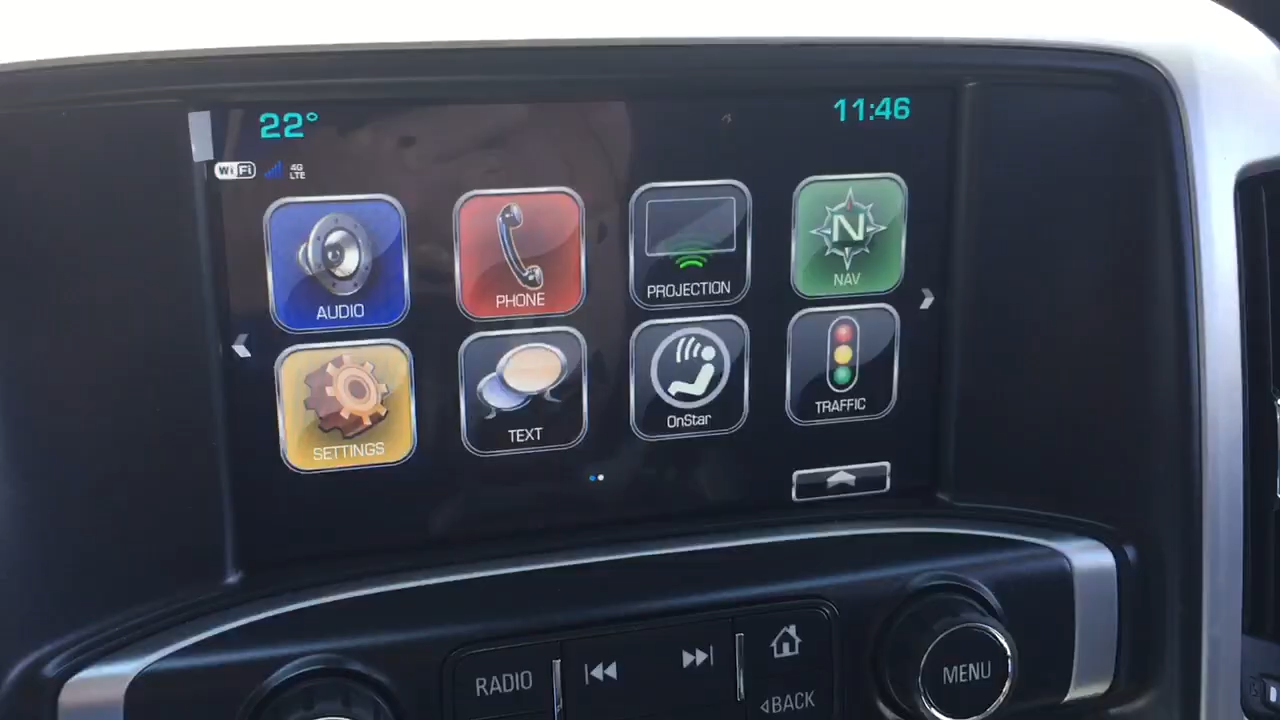 22°
11:46
WiFi 4G LTE
AUDIO
PHONE
PROJECTION
N
NAV
SETTINGS
TEXT
OnStar
TRAFFIC
RADIO
BACK
MENU